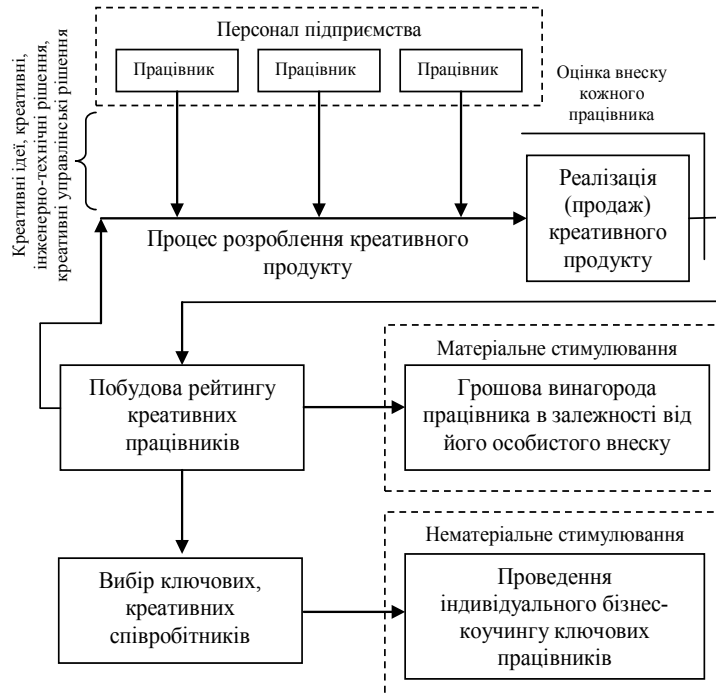 Персонал підприємства
Працівник
Працівник
Працівник
Креативні ідеї, креативні,
інженерно-технічні рішення,
креативні управлінські рішення
Оцінка внеску
кожного
працівника
Процес розроблення креативного
продукту
Реалізація
(продаж)
креативного
продукту
Побудова рейтингу
креативних
працівників
Матеріальне стимулювання
Грошова винагорода
працівника в залежності від
його особистого внеску
Вибір ключових,
креативних
співробітників
Нематеріальне стимулювання
Проведення
індивідуального бізнес-
коучингу ключових
працівників